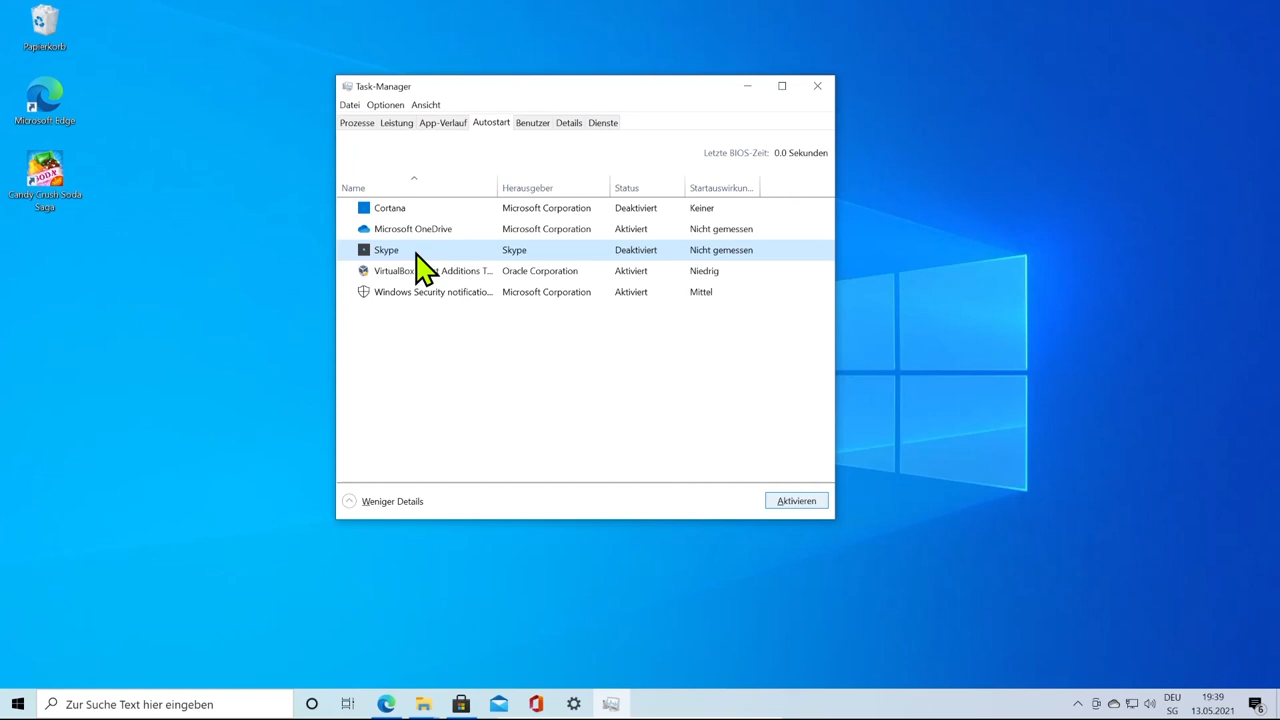 Papierkorb
Microsoft Edge
Candy Crush Soda
Saga
Task-Manager
Datei Optionen Ansicht
Prozesse Leistung App-Verlauf Autostart Benutzer Details Dienste
Letzte BIOS-Zeit: 0.0 Sekunden
Name Herausgeber Status Startauswirkun...
Cortana Microsoft Corporation Deaktiviert Keiner
Microsoft OneDrive Microsoft Corporation Aktiviert Nicht gemessen
Skype Skype Deaktiviert Nicht gemessen
VirtualBox Additions T... Oracle Corporation Aktiviert Niedrig
Windows Security notificatio... Microsoft Corporation Aktiviert Mittel
Weniger Details Aktivieren
Zur Suche Text hier eingeben
DEU
SG
19:39
13.05.2021
6